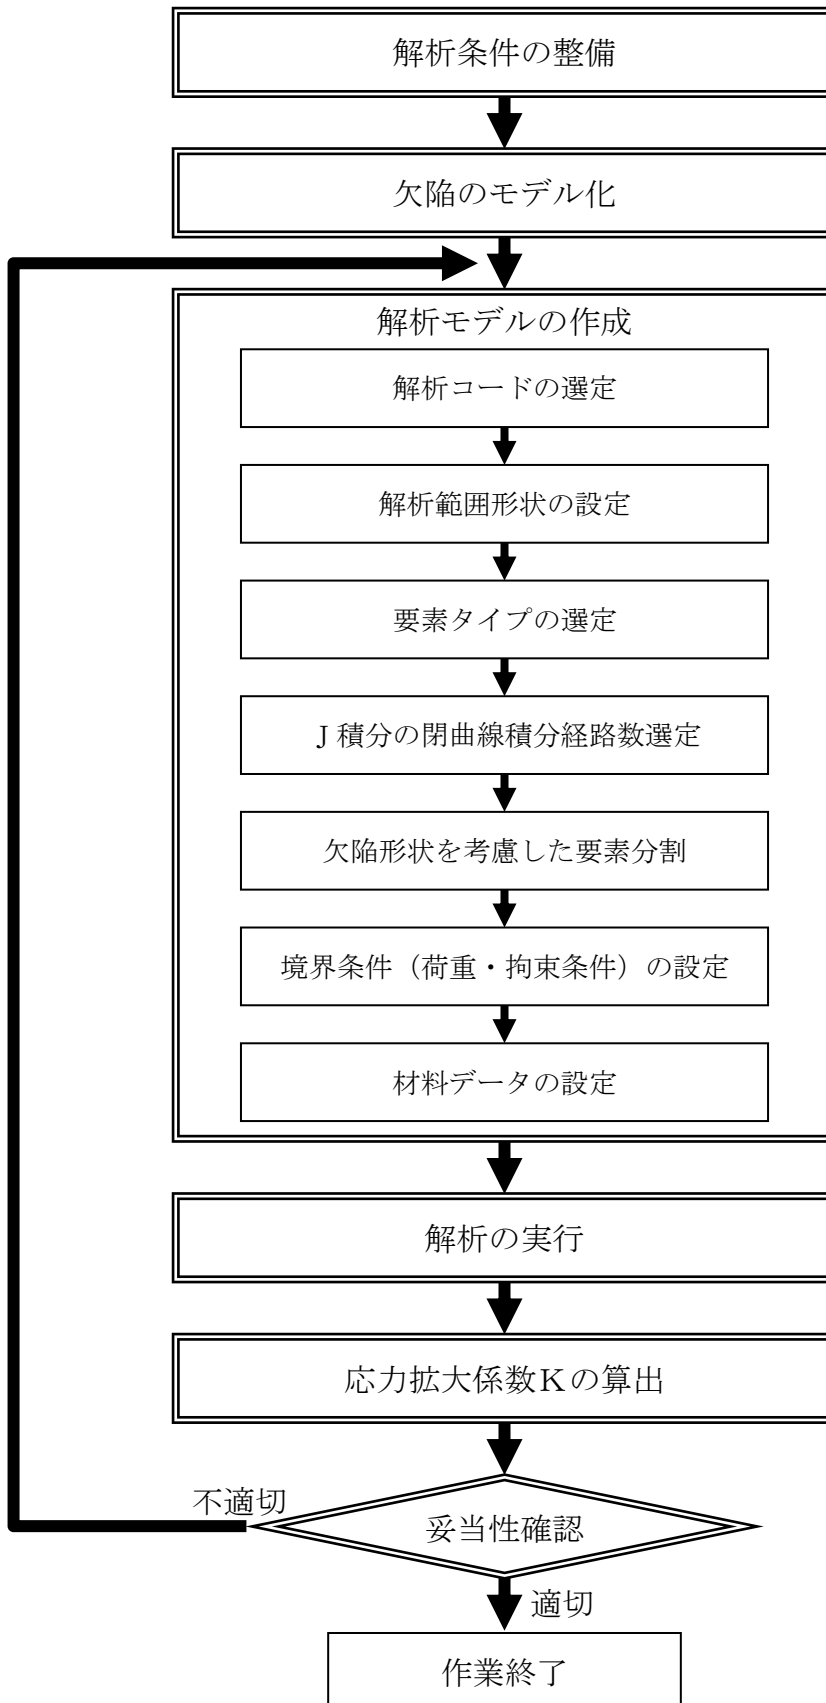 解析条件の整備
欠陥のモデル化
解析モデルの作成
解析コードの選定
解析範囲形状の設定
要素タイプの選定
Ｊ積分の閉曲線積分経路数選定
欠陥形状を考慮した要素分割
境界条件（荷重・拘束条件）の設定
材料データの設定
解析の実行
応力拡大係数Ｋの算出
不適切
妥当性確認
適切
作業終了